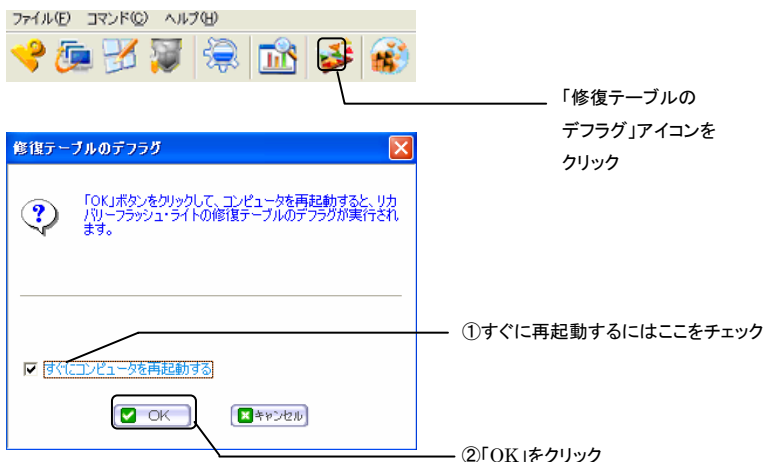 ファイル(F) コマンド(C) ヘルプ(H)
「修復テーブルの
デフラグ」アイコンを
クリック
修復テーブルのデフラグ
「OK」ボタンをクリックして、コンピュータを再起動すると、リカ
バリーフラッシュ・ライトの修復テーブルのデフラグが実行され
ます。
①すぐに再起動するにはここをチェック
すぐにコンピュータを再起動する
OK キャンセル
②「OK」をクリック